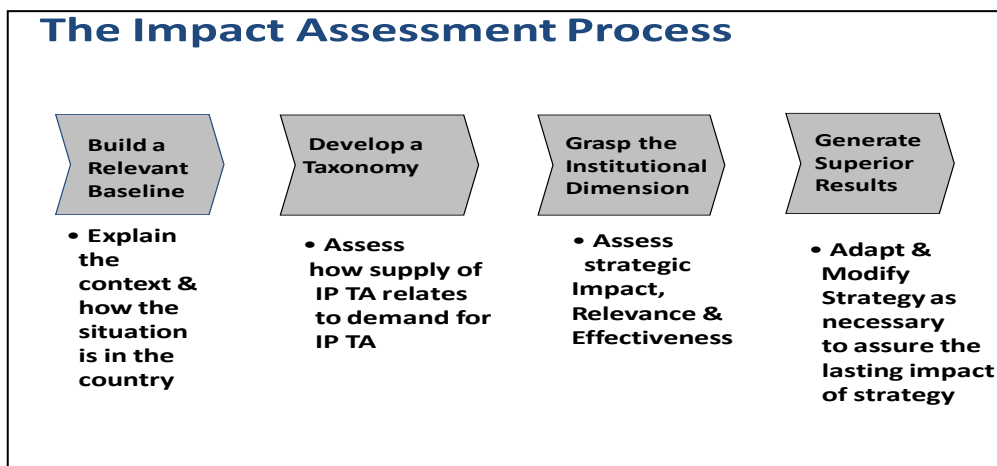 The Impact Assessment Process
Build a
Relevant
Baseline
• Explain
the
context &
how the
situation
is in the
country
Develop a
Taxonomy
• Assess
how supply of
IP TA relates
to demand for
IP TA
Grasp the
Institutional
Dimension
• Assess
strategic
Impact,
Relevance &
Effectiveness
Generate
Superior
Results
• Adapt &
Modify
Strategy as
necessary
to assure the
lasting impact
of strategy